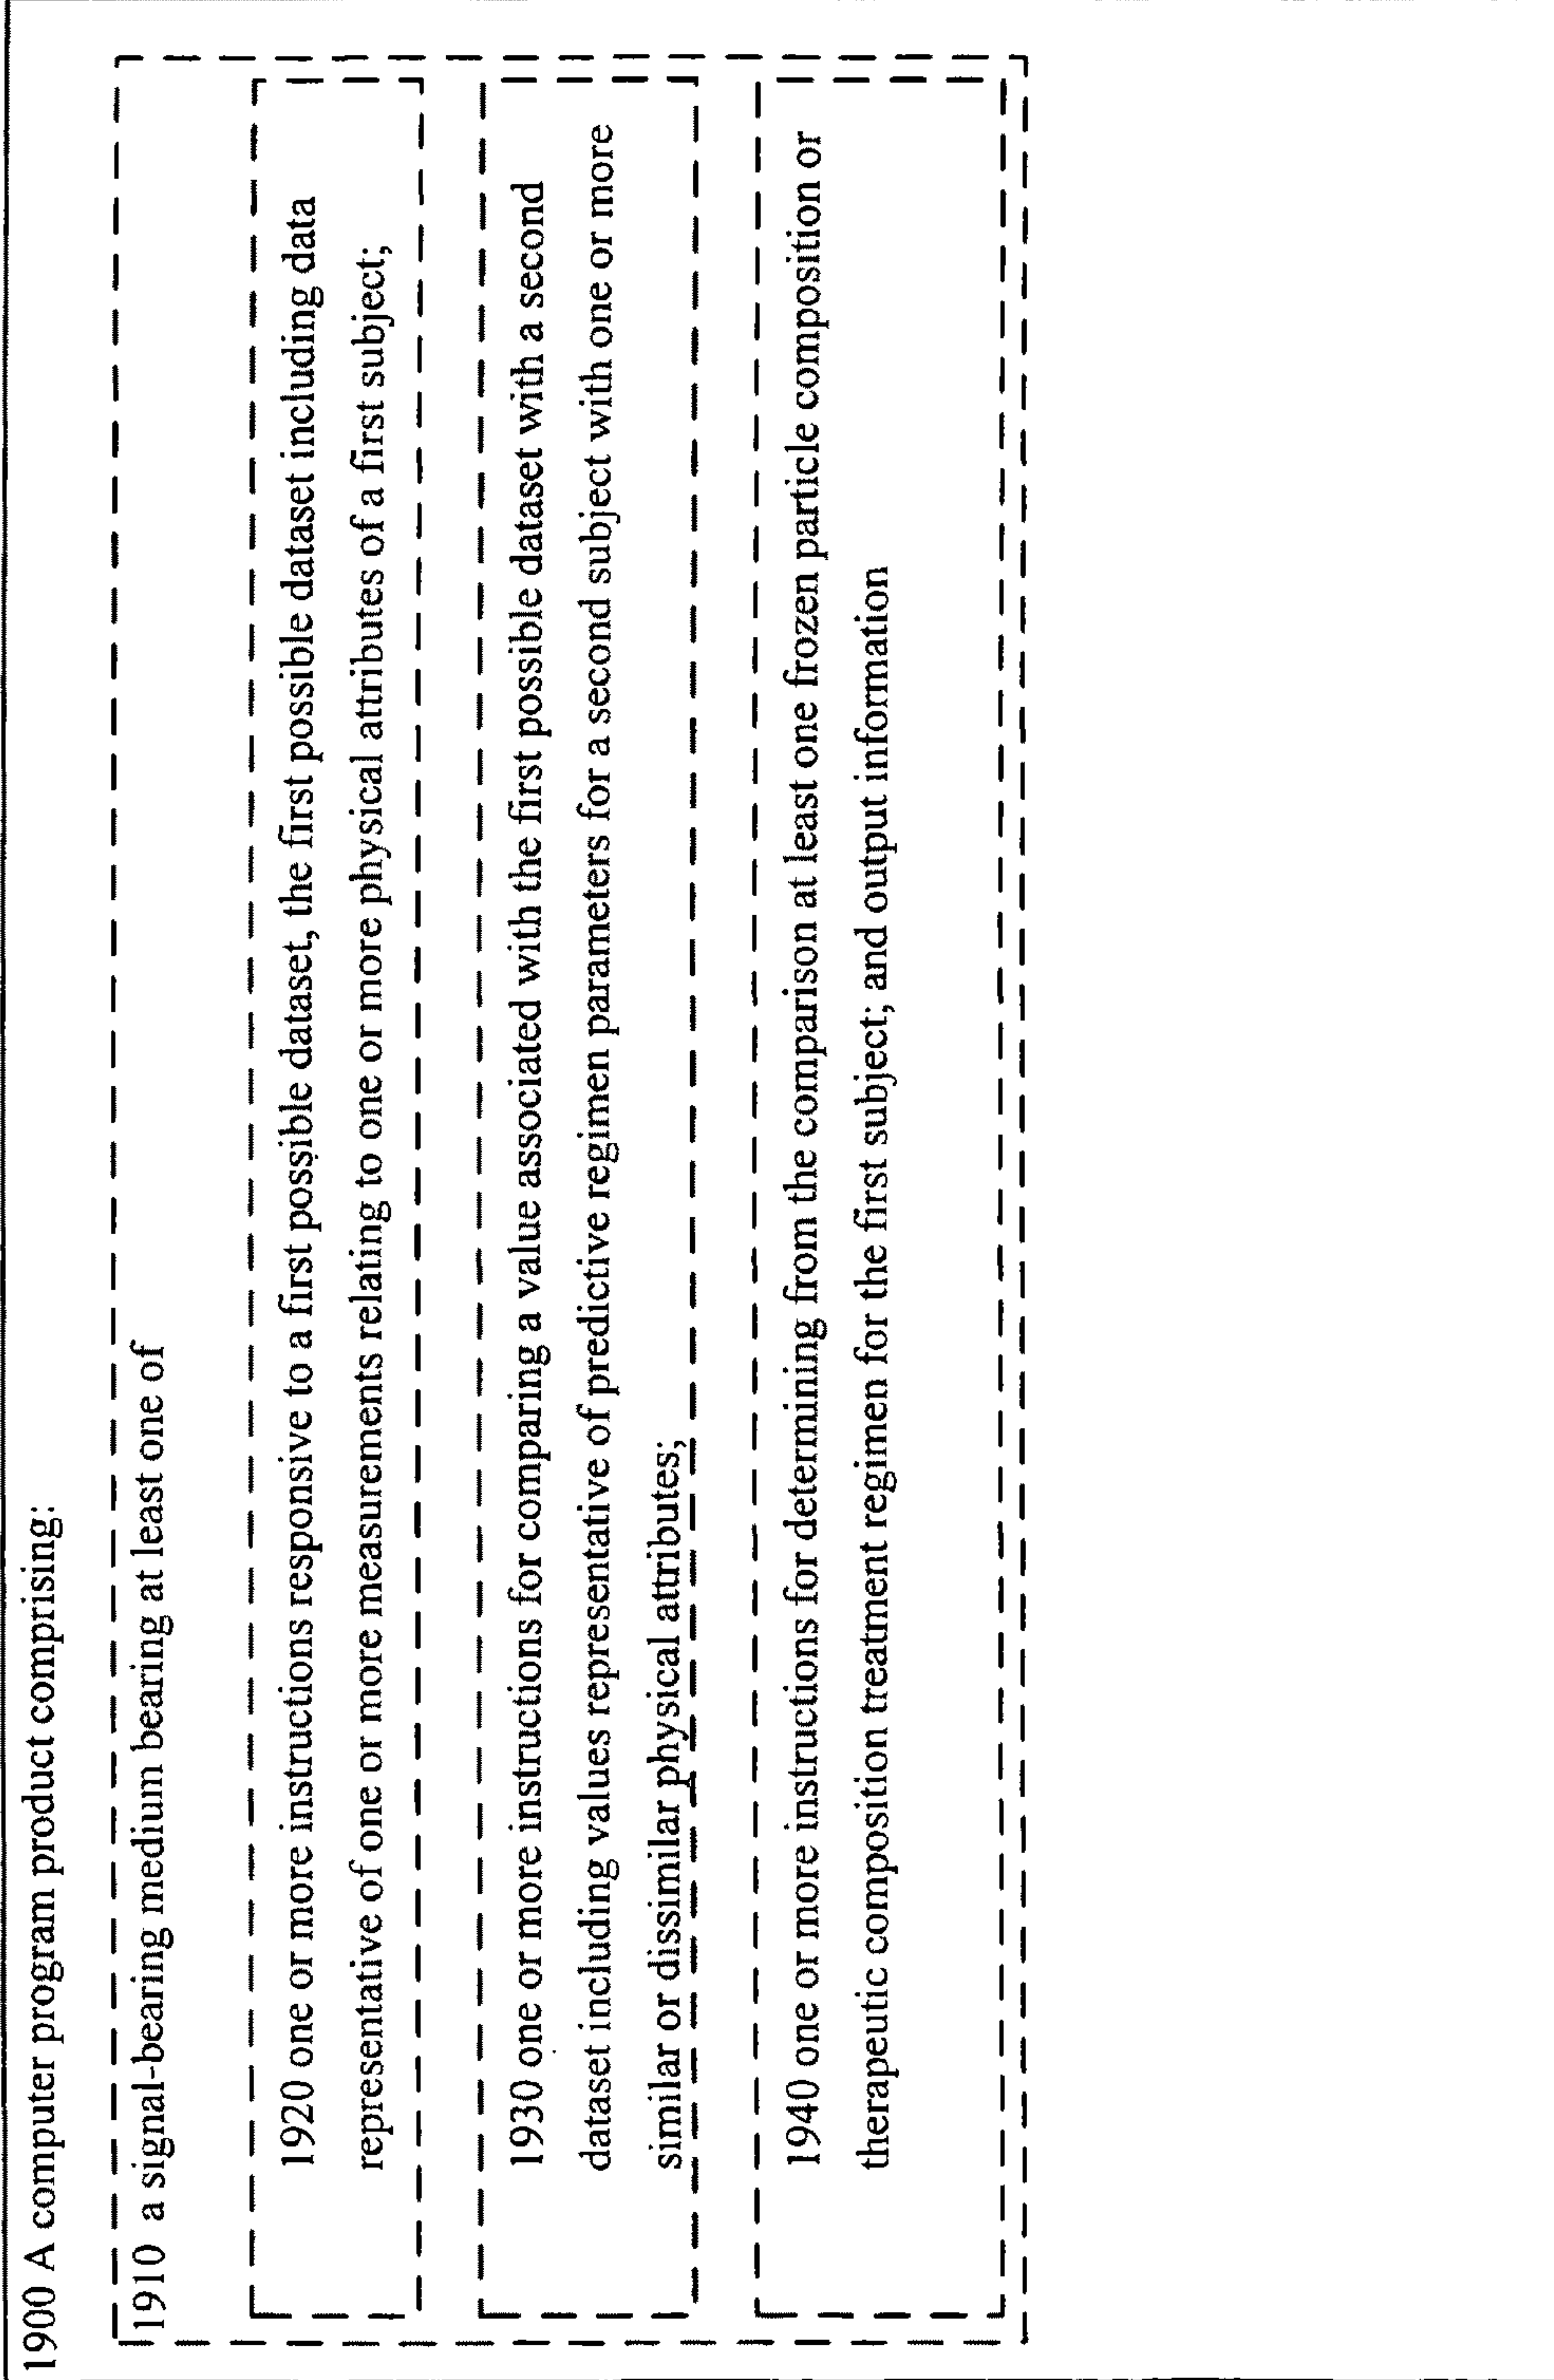 1900 A computer program product comprising:
1910 a signal-bearing medium bearing at least one of
1920 one or more instructions responsive to a first possible dataset, the first possible dataset including data
representative of one or more measurements relating to one or more physical attributes of a first subject;
1930 one or more instructions for comparing a value associated with the first possible dataset with a second
dataset including values representative of predictive regimen parameters for a second subject with one or more
similar or dissimilar physical attributes;
1940 one or more instructions for determining from the comparison at least one frozen particle composition or
therapeutic composition treatment regimen for the first subject; and output information